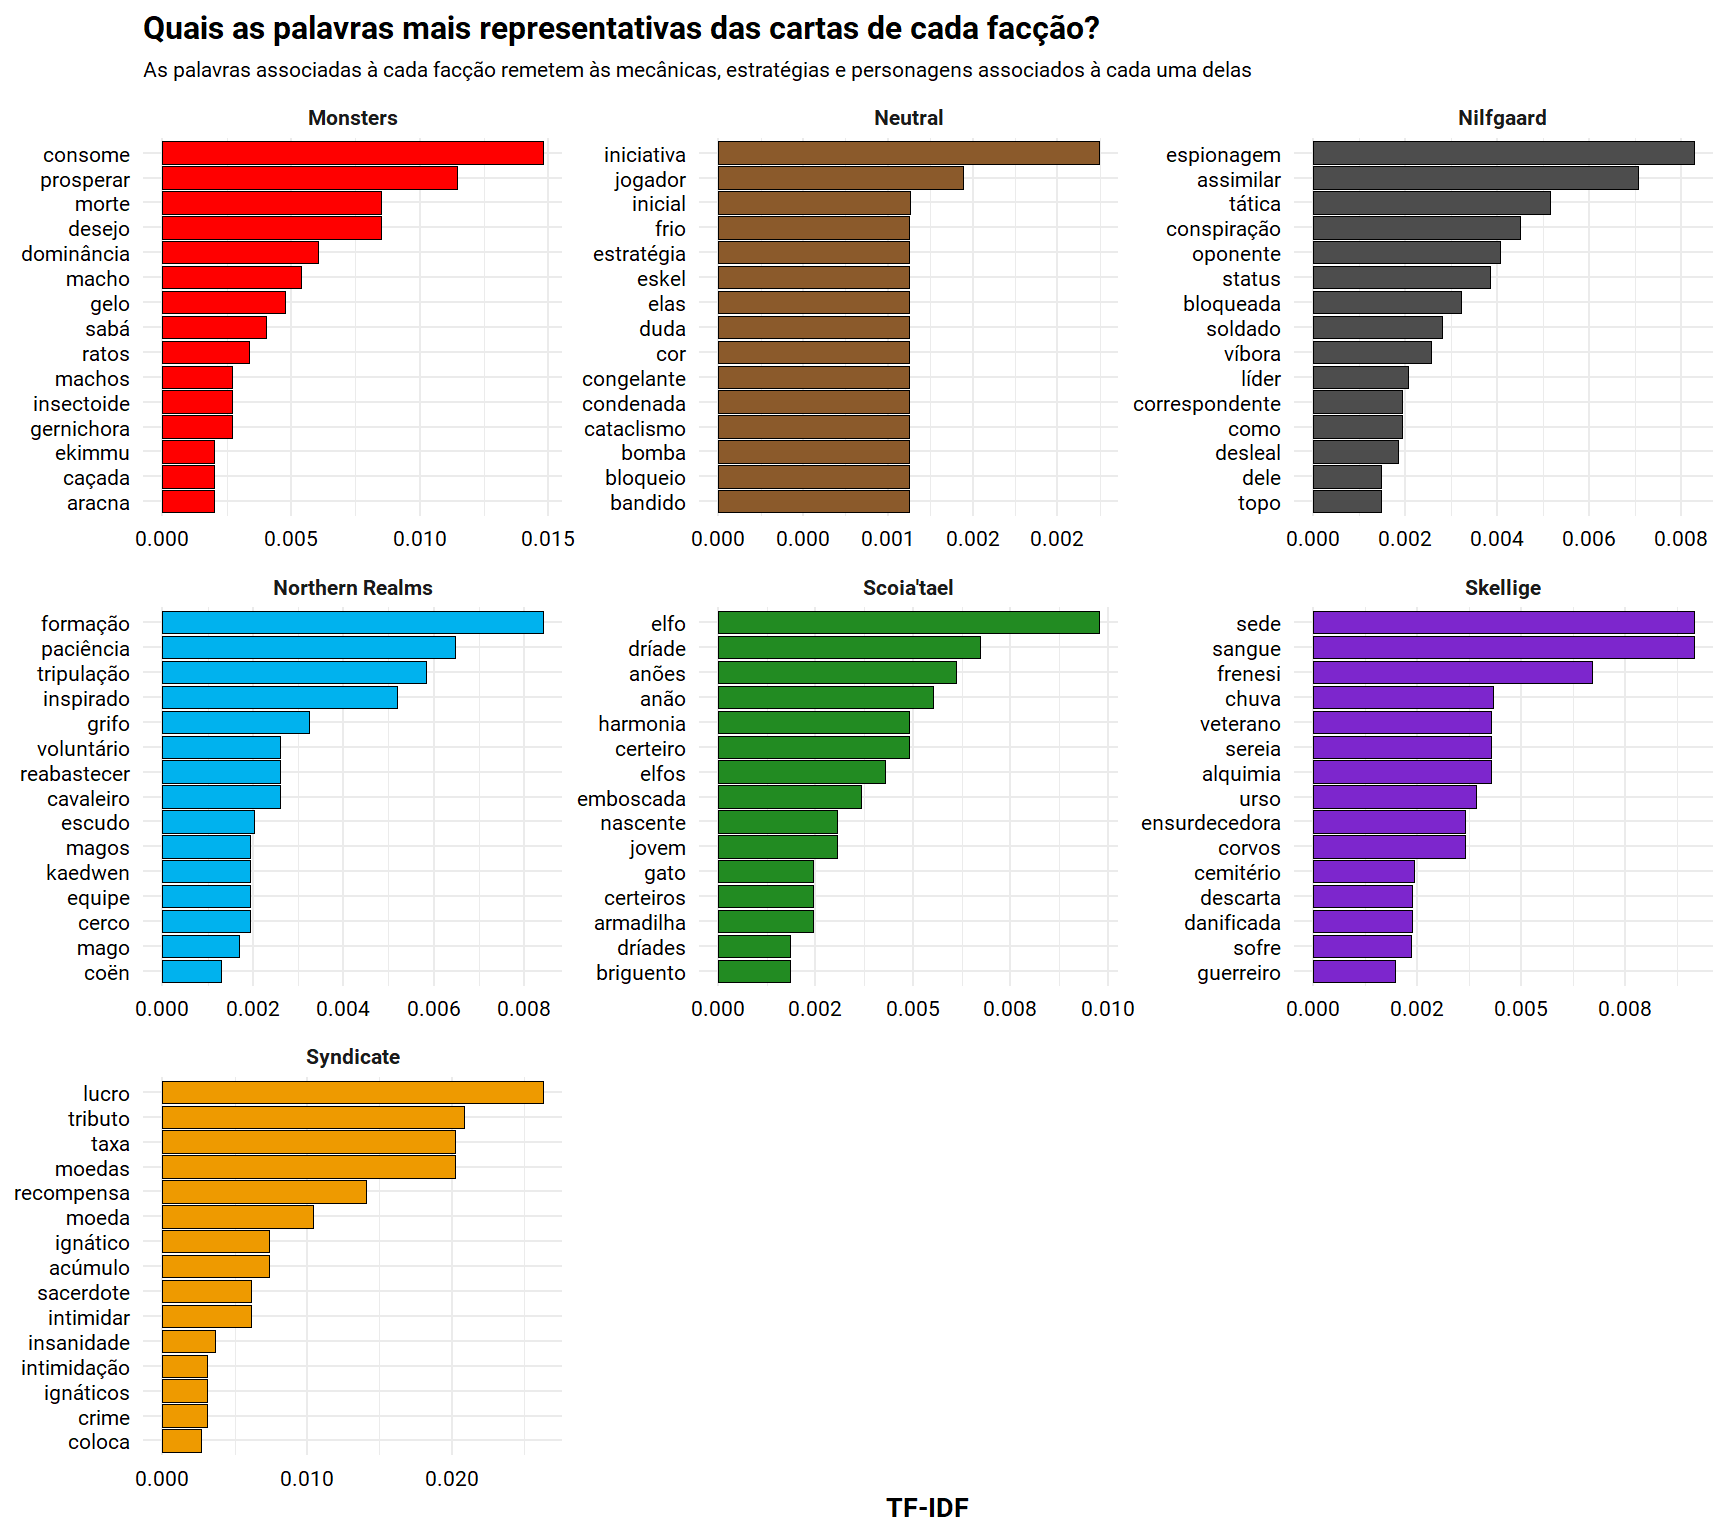 Quais as palavras mais representativas das cartas de cada facção?
As palavras associadas à cada facção remetem às mecânicas, estratégias e personagens associados à cada uma delas
Monsters
consome
prosperar
morte
desejo
dominância
macho
gelo
sabá
ratos
machos
insectoide
gernichora
ekimmu
caçada
aracna
0.000 0.005 0.010 0.015
Neutral
iniciativa
jogador
inicial
frio
estratégia
eskel
elas
duda
cor
congelante
condenada
cataclismo
bomba
bloqueio
bandido
0.000 0.000 0.001 0.002 0.002
Nilfgaard
espionagem
assimilar
tática
conspiração
oponente
status
bloqueada
soldado
víbora
líder
correspondente
como
desleal
dele
topo
0.000 0.002 0.004 0.006 0.008
Northern Realms
formação
paciência
tripulação
inspirado
grifo
voluntário
reabastecer
cavaleiro
escudo
magos
kaedwen
equipe
cerco
mago
coën
0.000 0.002 0.004 0.006 0.008
Scoia'tael
elfo
dríade
anões
anão
harmonia
certeiro
elfos
emboscada
nascente
jovem
gato
certeiros
armadilha
dríades
briguento
0.000 0.002 0.005 0.008 0.010
Skellige
sede
sangue
frenesi
chuva
veterano
sereia
alquimia
urso
ensurdecedora
corvos
cemitério
descarta
danificada
sofre
guerreiro
0.000 0.002 0.005 0.008
Syndicate
lucro
tributo
taxa
moedas
recompensa
moeda
ignático
acúmulo
sacerdote
intimidar
insanidade
intimidação
ignáticos
crime
coloca
0.000 0.010 0.020
TF-IDF